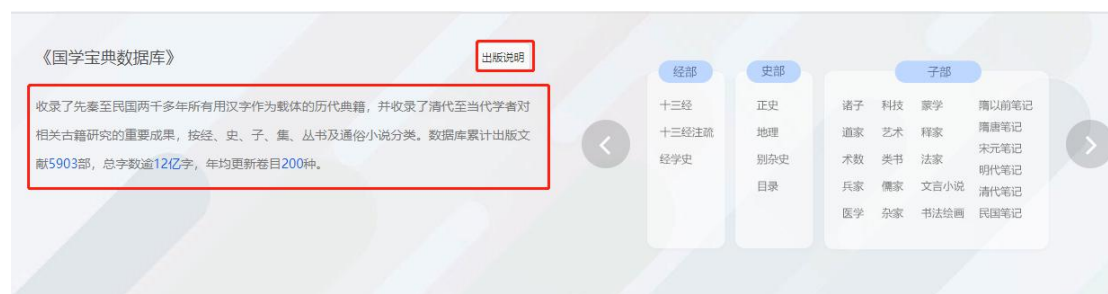 《国学宝典数据库》
出版说明
收录了先秦至民国两千多年所有用汉字作为载体的历代典籍，并收录了清代至当代学者对
相关古籍研究的重要成果，按经、史、子、集、丛书及通俗小说分类。数据库累计出版文
献5903部，总字数逾12亿字，年均更新卷目200种。
经部
十三经
十三经注疏
经学史
史部
正史
地理
别杂史
目录
子部
诸子 科技 蒙学 隋以前笔记
道家 艺术 释家 隋唐笔记
术数 类书 法家 宋元笔记
兵家 儒家 文言小说 明代笔记
医学 杂家 书法绘画 清代笔记
民国笔记